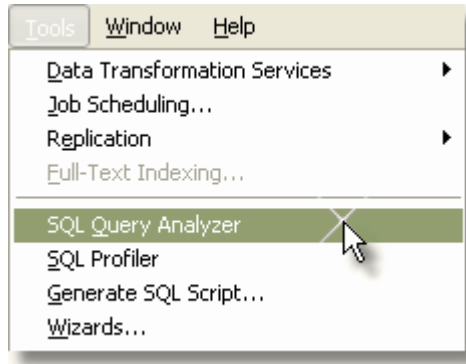 Tools Window Help
Data Transformation Services
Job Scheduling...
Replication
Full-Text Indexing...
SQL Query Analyzer
SQL Profiler
Generate SQL Script...
Wizards...